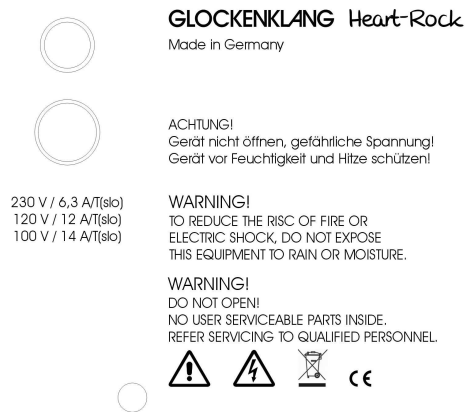 GLOCKENKLANG Heart-Rock
Made in Germany
ACHTUNG!
Gerät nicht öffnen, gefährliche Spannung!
Gerät vor Feuchtigkeit und Hitze schützen!
230 V / 6,3 A/T(slo)
120 V / 12 A/T(slo)
100 V / 14 A/T(slo)
WARNING!
TO REDUCE THE RISC OF FIRE OR
ELECTRIC SHOCK, DO NOT EXPOSE
THIS EQUIPMENT TO RAIN OR MOISTURE.
WARNING!
DO NOT OPEN!
NO USER SERVICEABLE PARTS INSIDE.
REFER SERVICING TO QUALIFIED PERSONNEL.
CE